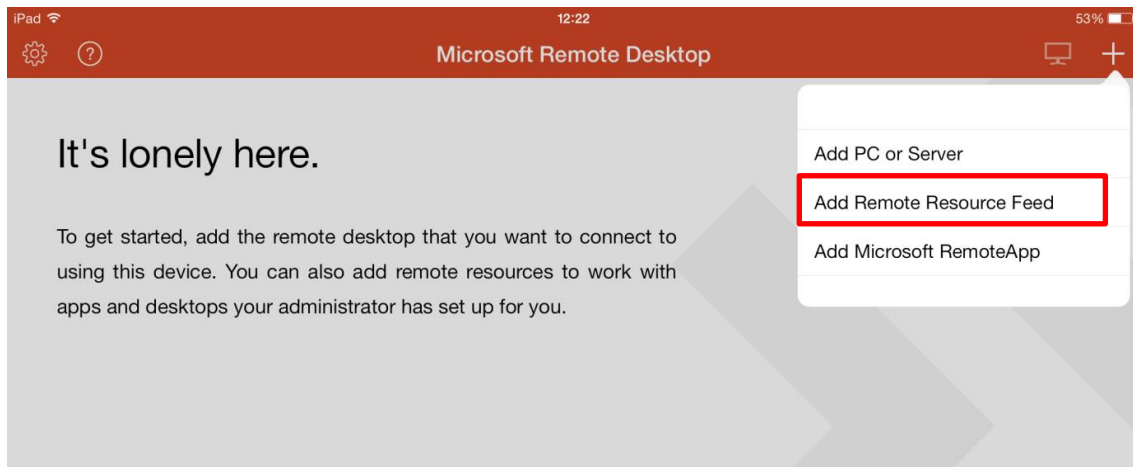 iPad 12:22 53%
? Microsoft Remote Desktop +
It's lonely here.
To get started, add the remote desktop that you want to connect to
using this device. You can also add remote resources to work with
apps and desktops your administrator has set up for you.
Add PC or Server
Add Remote Resource Feed
Add Microsoft RemoteApp